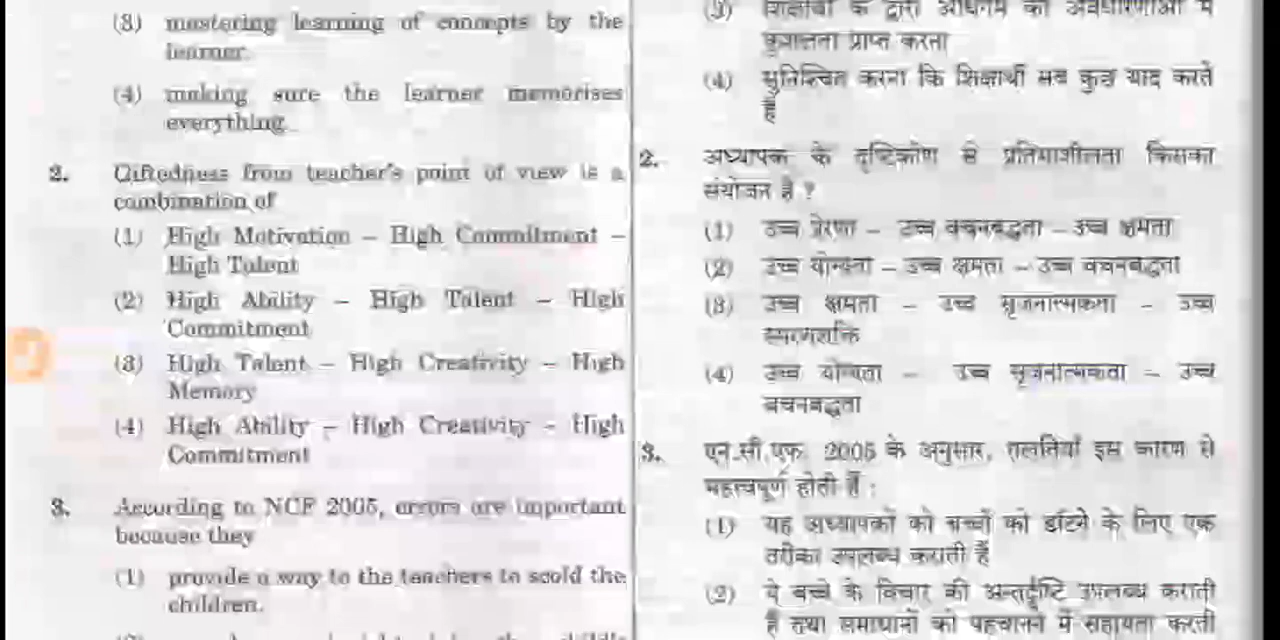 (3) mastering learning of concepts by the
learner.
(4) making sure the learner memorises
everything.
2. Giftedness from teacher's point of view is a
combination of
(1) High Motivation – High Commitment –
High Talent
(2) High Ability – High Talent – High
Commitment
(3) High Talent – High Creativity – High
Memory
(4) High Ability – High Creativity – High
Commitment
3. According to NCF 2005, errors are important
because they
(1) provide a way to the teachers to scold the
children.
(3) शिक्षार्थी के द्वारा अधिगम की अवधारणाओं में
कुशलता प्राप्त करना
(4) सुनिश्चित करना कि शिक्षार्थी सब कुछ याद करते
हैं
2. अध्यापक के दृष्टिकोण से प्रतिभाशीलता किसका
संयोजन है ?
(1) उच्च प्रेरणा – उच्च वचनबद्धता – उच्च क्षमता
(2) उच्च योग्यता – उच्च क्षमता – उच्च वचनबद्धता
(3) उच्च क्षमता – उच्च सृजनात्मकता – उच्च
स्मरणशक्ति
(4) उच्च योग्यता – उच्च सृजनात्मकता – उच्च
वचनबद्धता
3. एन.सी.एफ. 2005 के अनुसार, ग़लतियाँ इस कारण से
महत्त्वपूर्ण होती हैं :
(1) यह अध्यापकों को बच्चों को डाँटने के लिए एक
तरीका उपलब्ध कराती हैं
(2) ये बच्चे के विचार की अन्तर्दृष्टि उपलब्ध कराती
हैं तथा समाधानों को पहचानने में सहायता करती